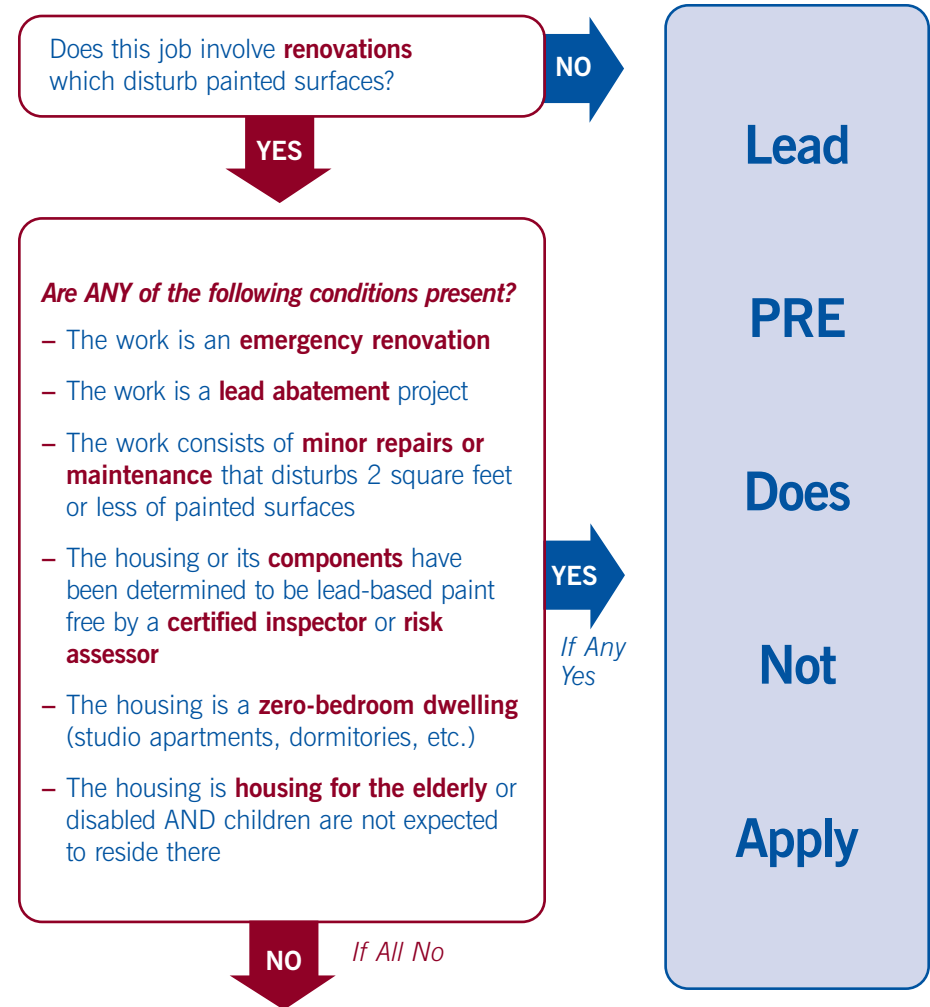 Does this job involve renovations
which disturb painted surfaces?
NO
YES
Are ANY of the following conditions present?
– The work is an emergency renovation
– The work is a lead abatement project
– The work consists of minor repairs or
maintenance that disturbs 2 square feet
or less of painted surfaces
– The housing or its components have
been determined to be lead-based paint
free by a certified inspector or risk
assessor
– The housing is a zero-bedroom dwelling
(studio apartments, dormitories, etc.)
– The housing is housing for the elderly or
disabled AND children are not expected
to reside there
YES
If Any
Yes
NO
If All No
Lead
PRE
Does
Not
Apply